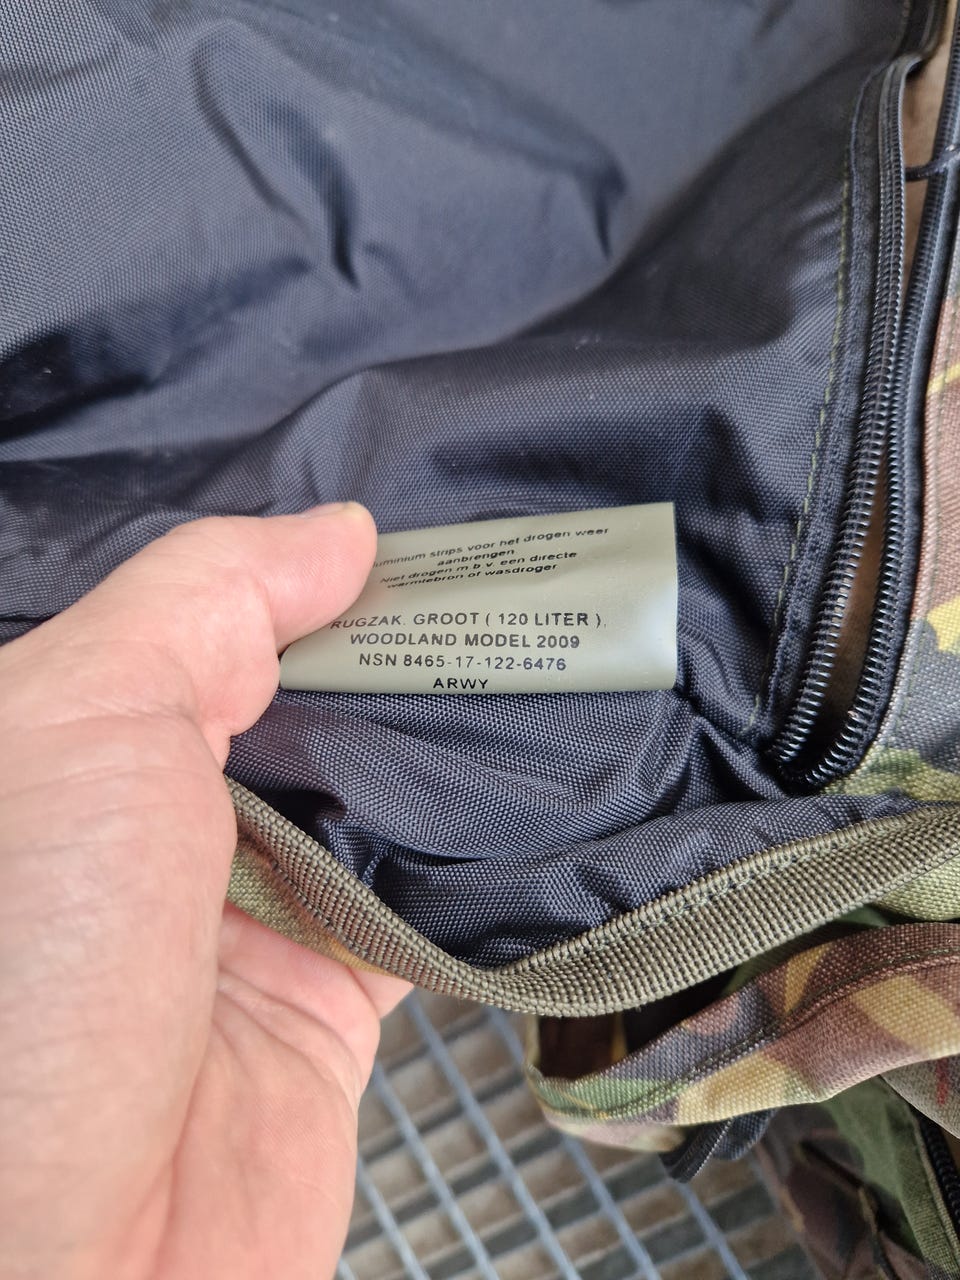 luminium strips voor het drogen weer
aanbrengen
Niet drogen m.b.v. een directe
warmtebron of wasdroger
RUGZAK. GROOT ( 120 LITER ).
WOODLAND MODEL 2009
NSN 8465-17-122-6476
ARWY